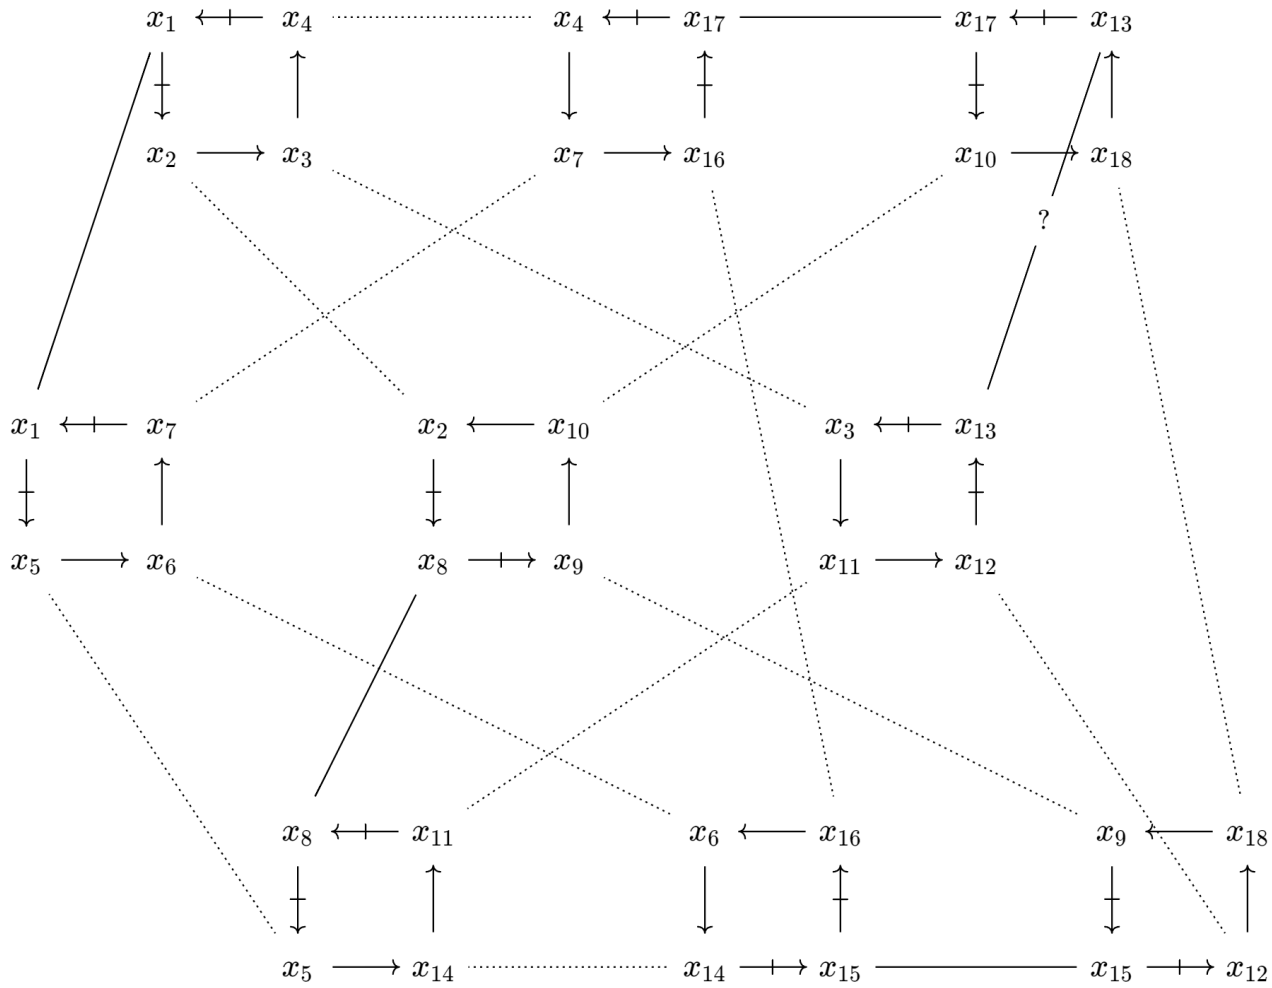 x₁ x₄ x₄ x₁₇ x₁₇ x₁₃
x₂ x₃ x₇ x₁₆ x₁₀ x₁₈
?
x₁ x₇ x₂ x₁₀ x₃ x₁₃
x₅ x₆ x₈ x₉ x₁₁ x₁₂
x₈ x₁₁ x₆ x₁₆ x₉ x₁₈
x₅ x₁₄ x₁₄ x₁₅ x₁₅ x₁₂